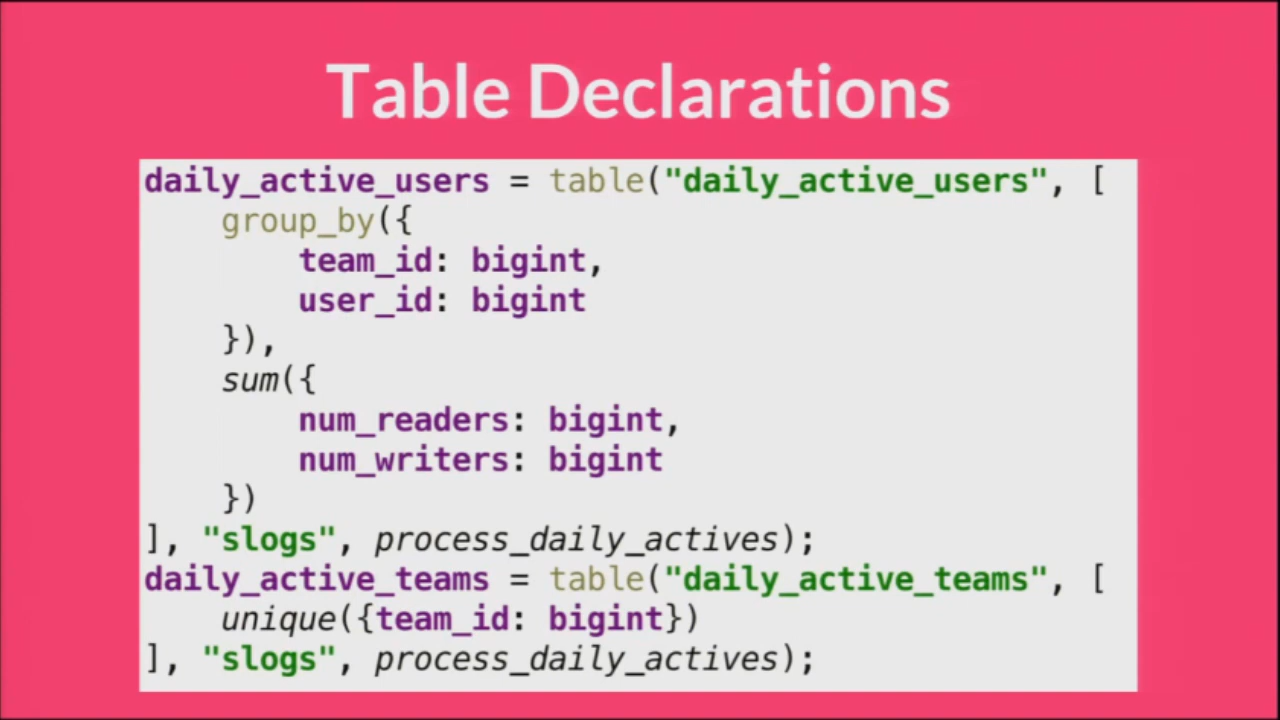 Table Declarations
daily_active_users = table("daily_active_users", [
    group_by({
        team_id: bigint,
        user_id: bigint
    }),
    sum({
        num_readers: bigint,
        num_writers: bigint
    })
], "slogs", process_daily_actives);
daily_active_teams = table("daily_active_teams", [
    unique({team_id: bigint})
], "slogs", process_daily_actives);